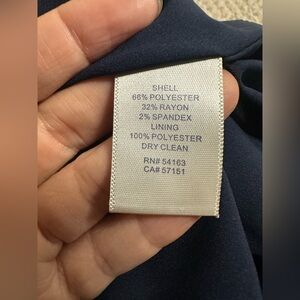 SHELL
66% POLYESTER
32% RAYON
2% SPANDEX
LINING
100% POLYESTER
DRY CLEAN
RN# 54163
CA# 57151